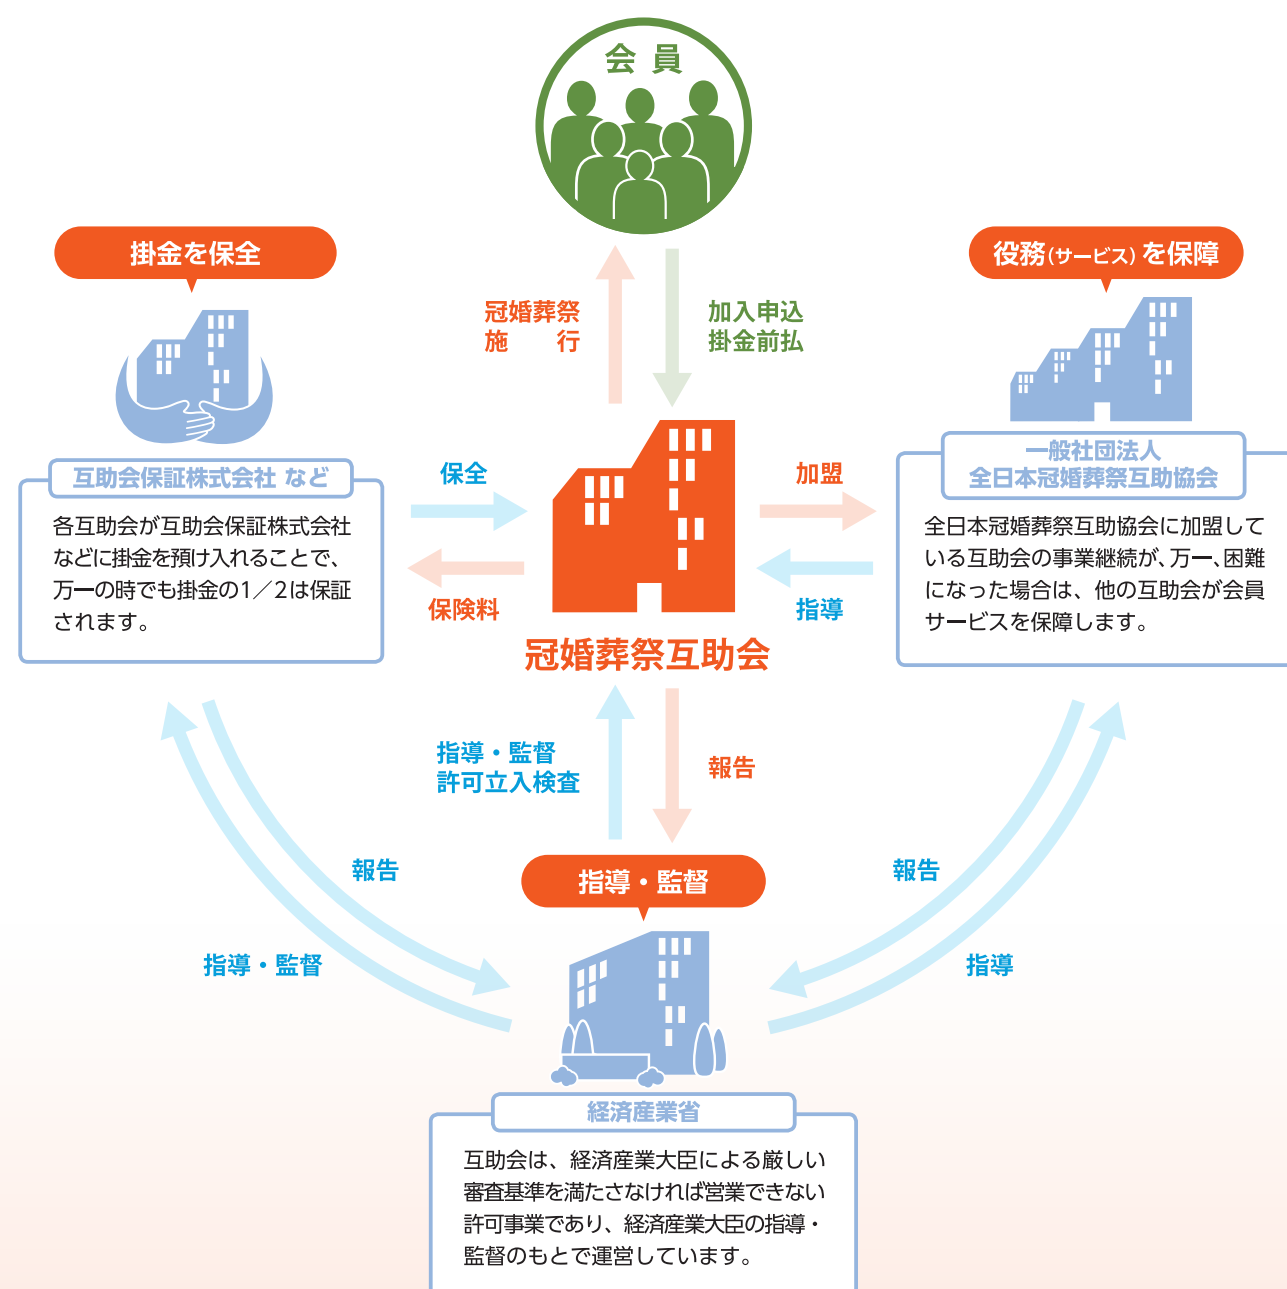 会員
掛金を保全
役務(サービス)を保障
冠婚葬祭
施行
加入申込
掛金前払
互助会保証株式会社 など
各互助会が互助会保証株式会社
などに掛金を預け入れることで、
万一の時でも掛金の1／2は保証
されます。
保全
保険料
冠婚葬祭互助会
加盟
指導
一般社団法人
全日本冠婚葬祭互助協会
全日本冠婚葬祭互助協会に加盟して
いる互助会の事業継続が、万一、困難
になった場合は、他の互助会が会員
サービスを保障します。
指導・監督
許可立入検査
報告
報告
指導・監督
報告
指導
指導・監督
経済産業省
互助会は、経済産業大臣による厳しい
審査基準を満たさなければ営業できない
許可事業であり、経済産業大臣の指導・
監督のもとで運営しています。